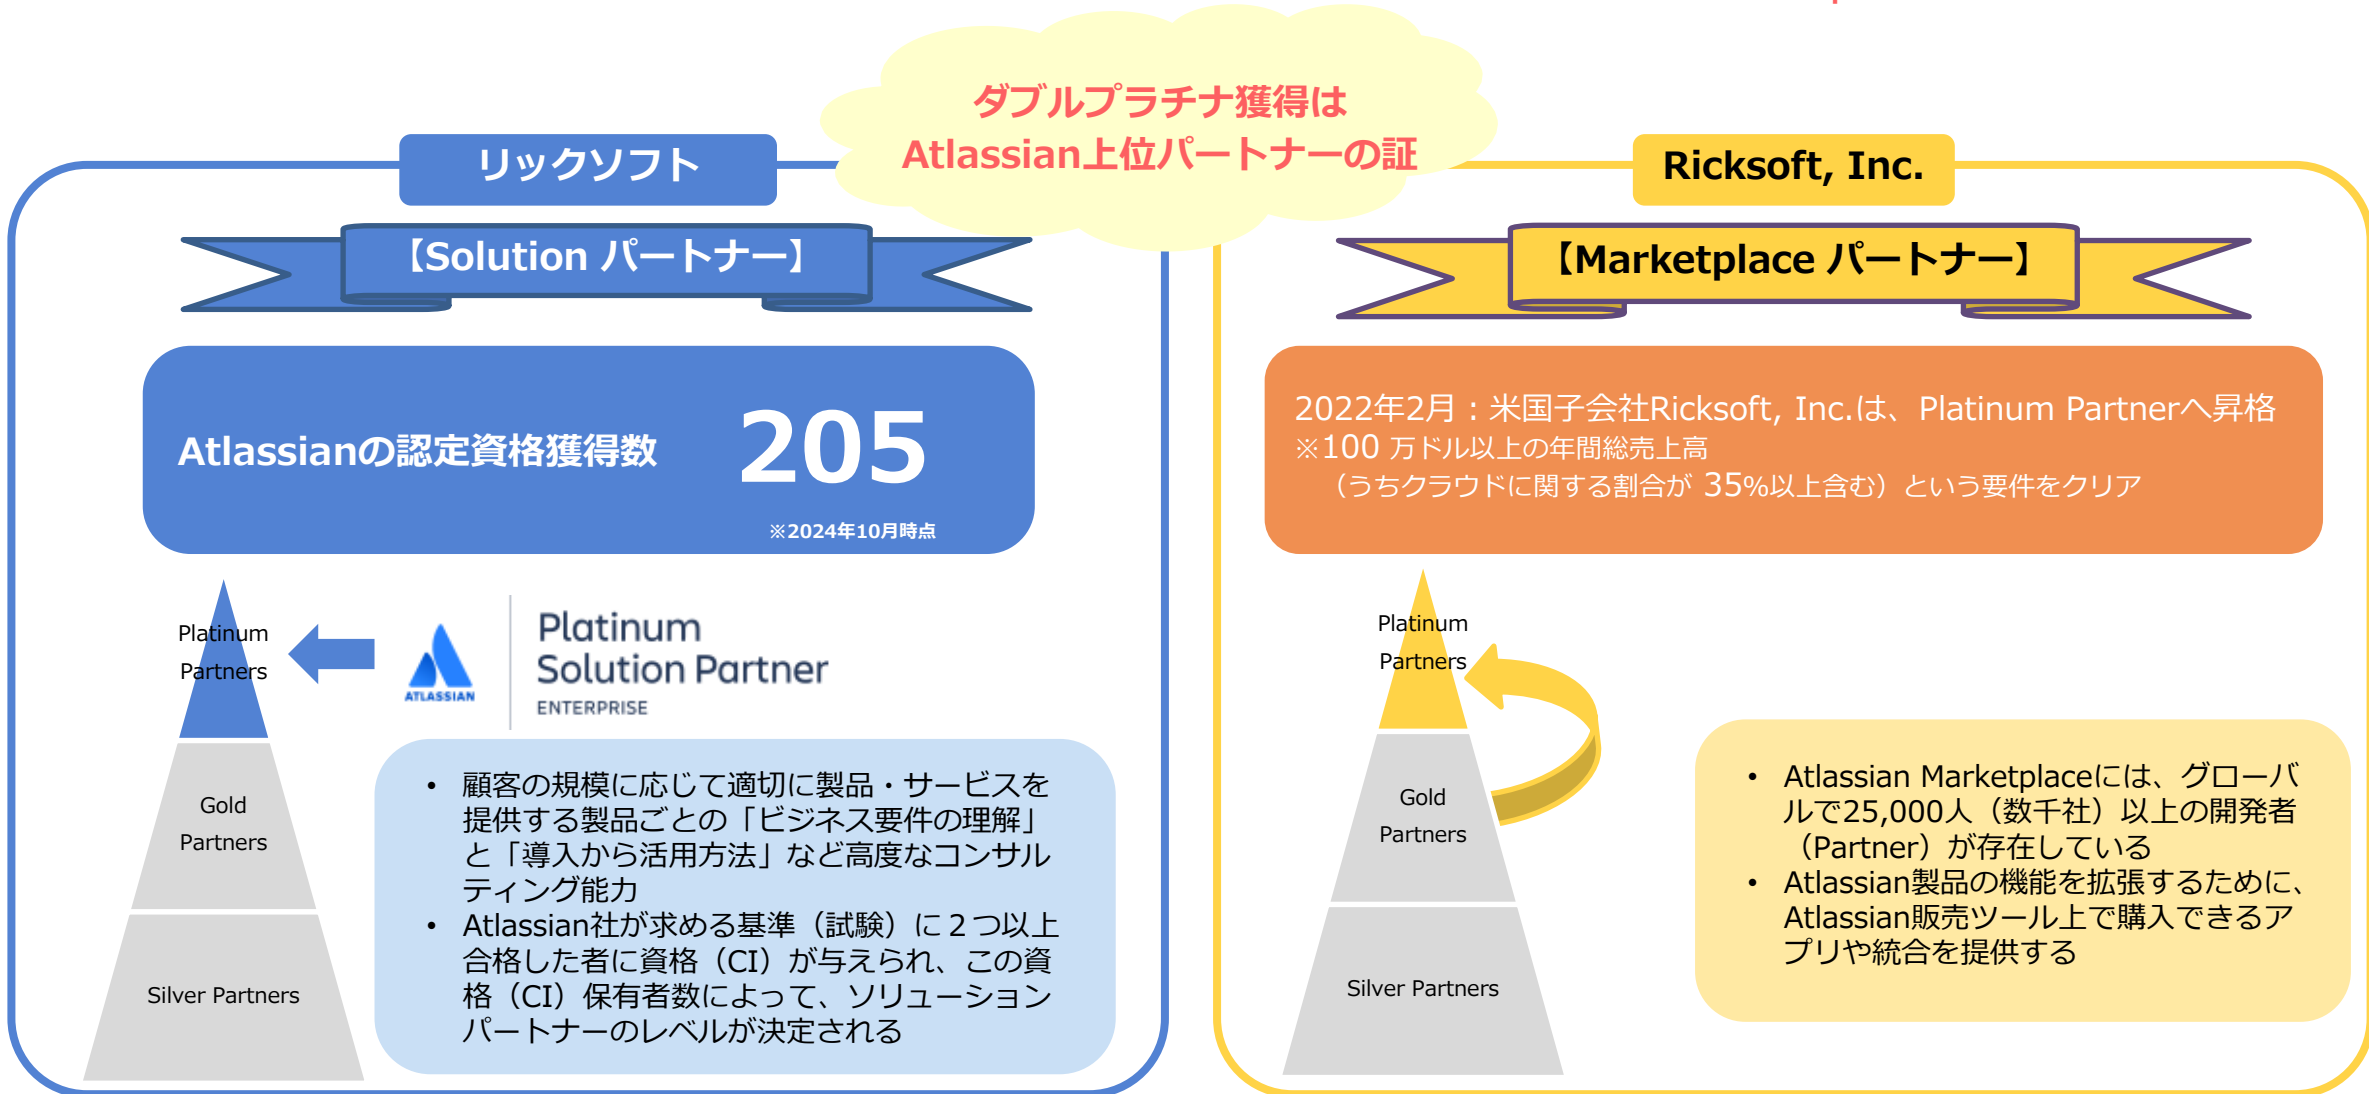 ダブルプラチナ獲得は
Atlassian上位パートナーの証
リックソフト
【Solution パートナー】
Atlassianの認定資格獲得数 205
※2024年10月時点
Platinum
Partners
Gold
Partners
Silver Partners
ATLASSIAN
Platinum
Solution Partner
ENTERPRISE
• 顧客の規模に応じて適切に製品・サービスを
提供する製品ごとの「ビジネス要件の理解」
と「導入から活用方法」など高度なコンサル
ティング能力
• Atlassian社が求める基準（試験）に２つ以上
合格した者に資格（CI）が与えられ、この資
格（CI）保有者数によって、ソリューション
パートナーのレベルが決定される
Ricksoft, Inc.
【Marketplace パートナー】
2022年2月：米国子会社Ricksoft, Inc.は、Platinum Partnerへ昇格
※100 万ドル以上の年間総売上高
（うちクラウドに関する割合が 35%以上含む）という要件をクリア
Platinum
Partners
Gold
Partners
Silver Partners
• Atlassian Marketplaceには、グローバ
ルで25,000人（数千社）以上の開発者
（Partner）が存在している
• Atlassian製品の機能を拡張するために、
Atlassian販売ツール上で購入できるア
プリや統合を提供する